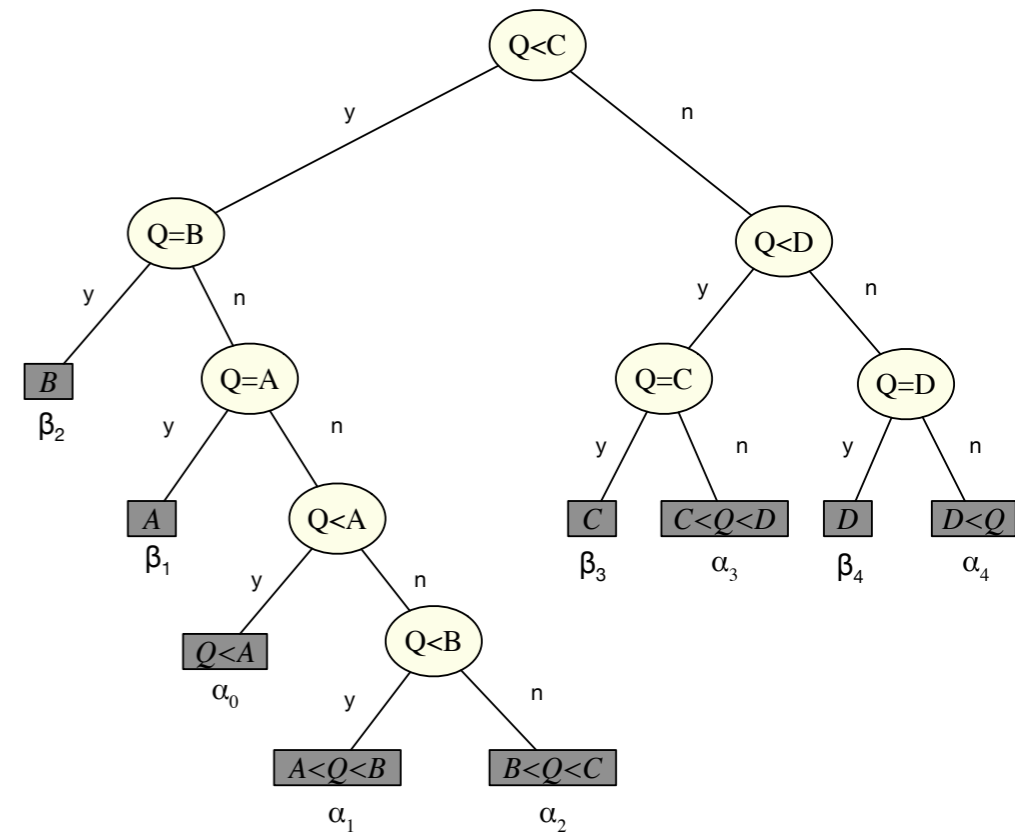 Q<C
y
n
Q=B
Q<D
y
n
y
n
B
β2
Q=A
Q=C
Q=D
y
n
y
n
y
n
A
β1
Q<A
C
β3
C<Q<D
α3
D
β4
D<Q
α4
y
n
Q<A
α0
Q<B
y
n
A<Q<B
α1
B<Q<C
α2